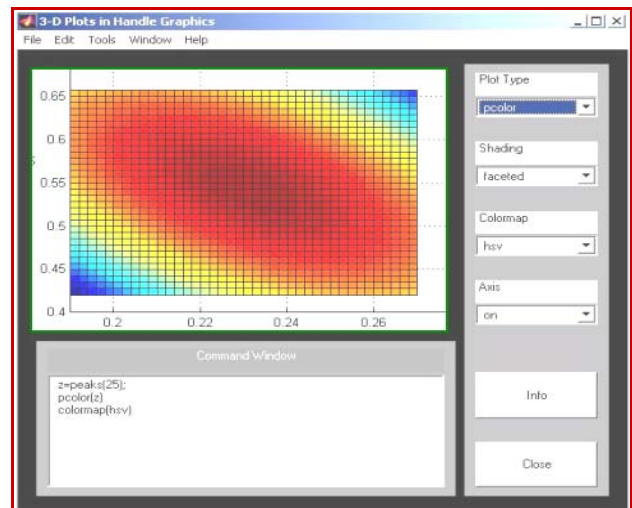 3-D Plots in Handle Graphics
File Edit Tools Window Help
0.65
0.6
0.55
0.5
0.45
0.4
0.2 0.22 0.24 0.26
Plot Type
pcolor
Shading
faceted
Colormap
hsv
Axis
on
Info
Close
Command Window
z=peaks(25);
pcolor(z)
colormap(hsv)